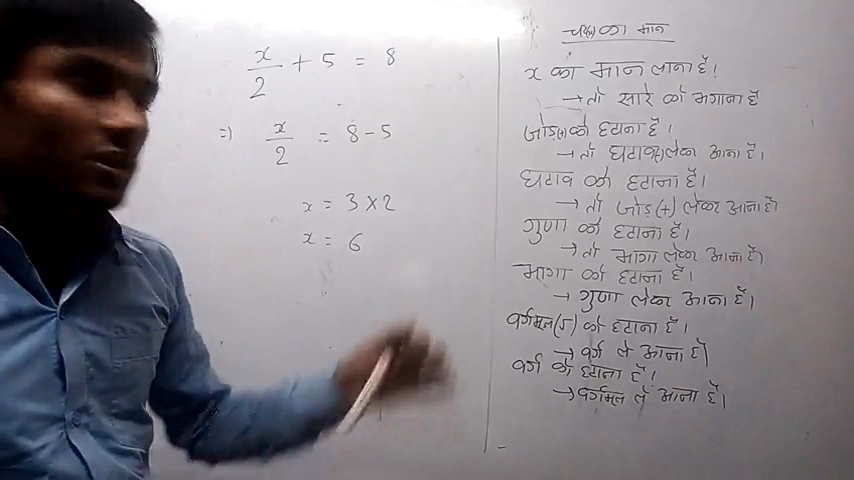 x/2 + 5 = 8
⇒ x/2 = 8 - 5
x = 3 × 2
x = 6
का मान
x का मान लाना है।
→ तो सारे को भगाना है
जोड़(+) को हटाना है।
→ तो घटाव(-) लेकर आना है।
घटाव को हटाना है।
→ तो जोड़(+) लेकर आना है।
गुणा को हटाना है।
→ तो भागा लेकर आना है।
भागा को हटाना है।
→ गुणा लेकर आना है।
वर्गमूल(√) को हटाना है।
→ वर्ग ले आना है।
वर्ग को हटाना है।
→ वर्गमूल ले आना है।